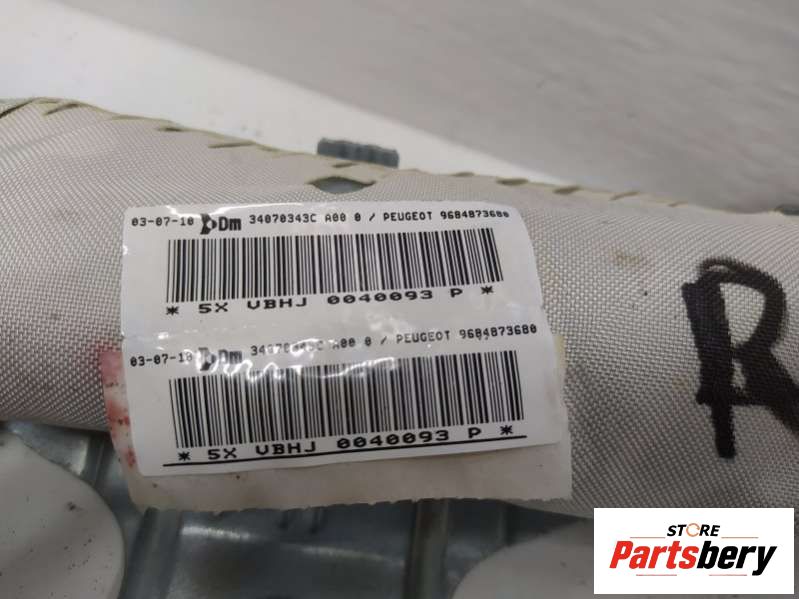 03-07-10 Dm 34070343C A00 0 / PEUGEOT 9684873680
* 5X VBHJ 0040093 P *
03-07-10 Dm 34070343C A00 0 / PEUGEOT 9684873680
* 5X VBHJ 0040093 P *
R
STORE
Partsbery